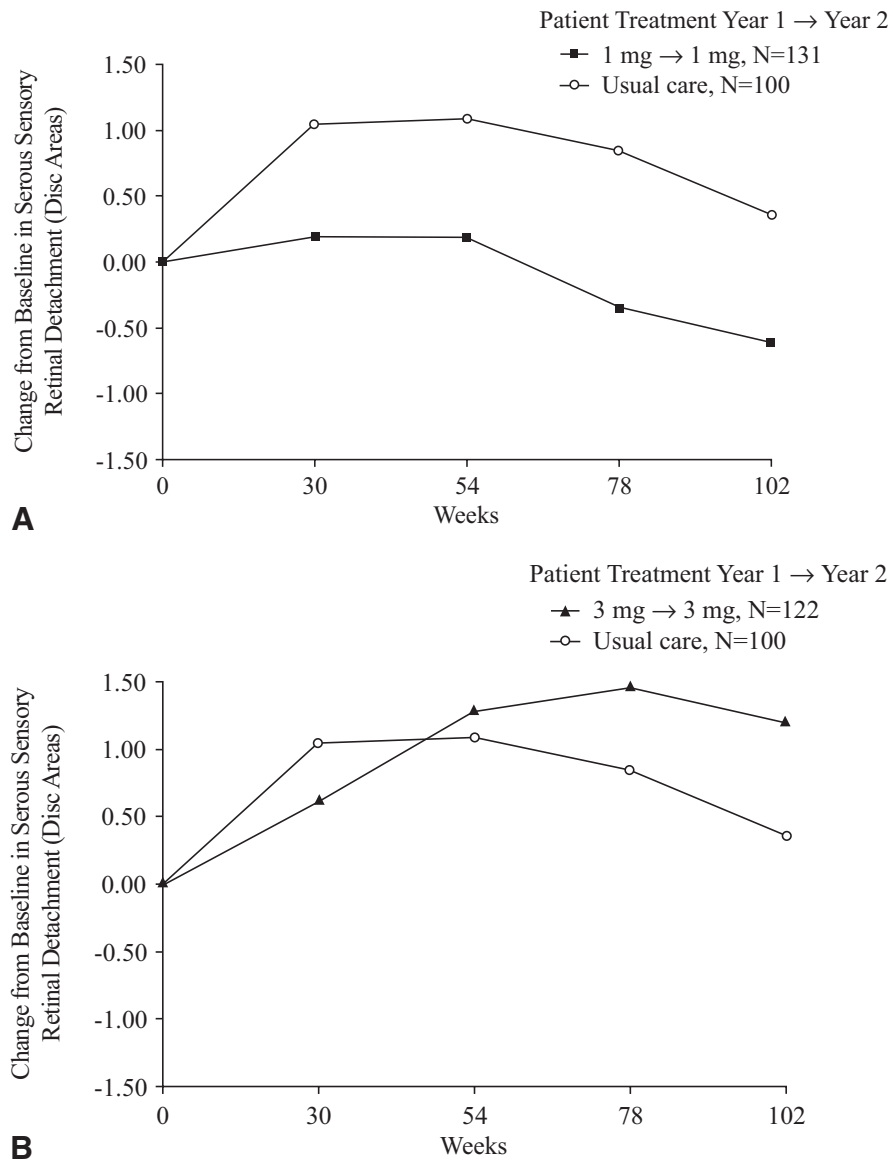 Patient Treatment Year 1 → Year 2
1 mg → 1 mg, N=131
Usual care, N=100
Change from Baseline in Serous Sensory
Retinal Detachment (Disc Areas)
1.50
1.00
0.50
0.00
-0.50
-1.00
-1.50
0 30 54 78 102
Weeks
A
Patient Treatment Year 1 → Year 2
3 mg → 3 mg, N=122
Usual care, N=100
Change from Baseline in Serous Sensory
Retinal Detachment (Disc Areas)
1.50
1.00
0.50
0.00
-0.50
-1.00
-1.50
0 30 54 78 102
Weeks
B